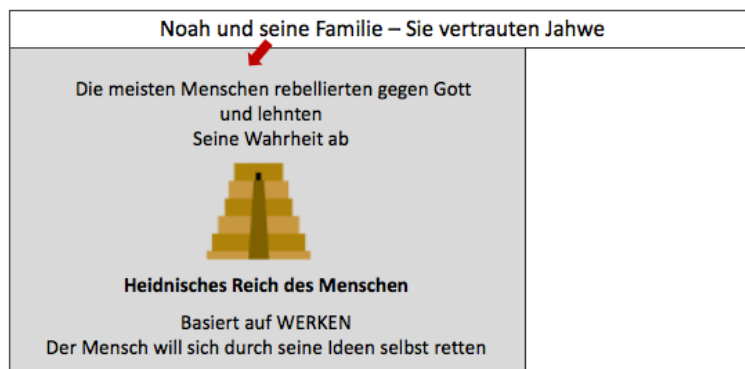 Noah und seine Familie – Sie vertrauten Jahwe
Die meisten Menschen rebellierten gegen Gott
und lehnten
Seine Wahrheit ab
Heidnisches Reich des Menschen
Basiert auf WERKEN
Der Mensch will sich durch seine Ideen selbst retten